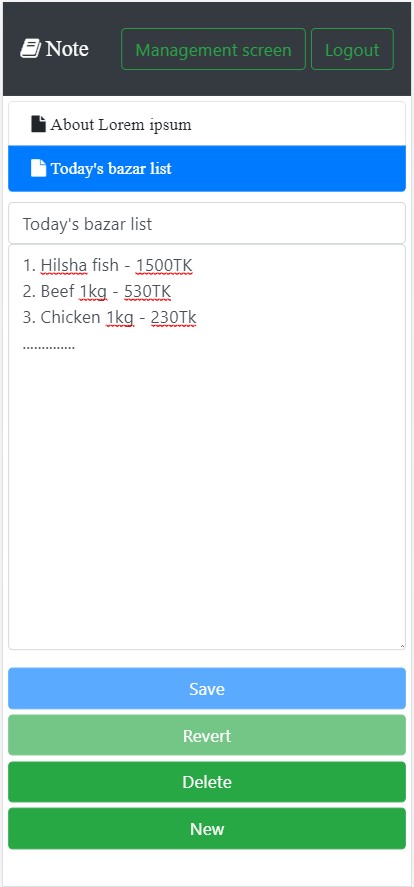 Note
Management screen
Logout
About Lorem ipsum
Today's bazar list
Today's bazar list
1. Hilsha fish - 1500TK
2. Beef 1kg - 530TK
3. Chicken 1kg - 230Tk
..............
Save
Revert
Delete
New